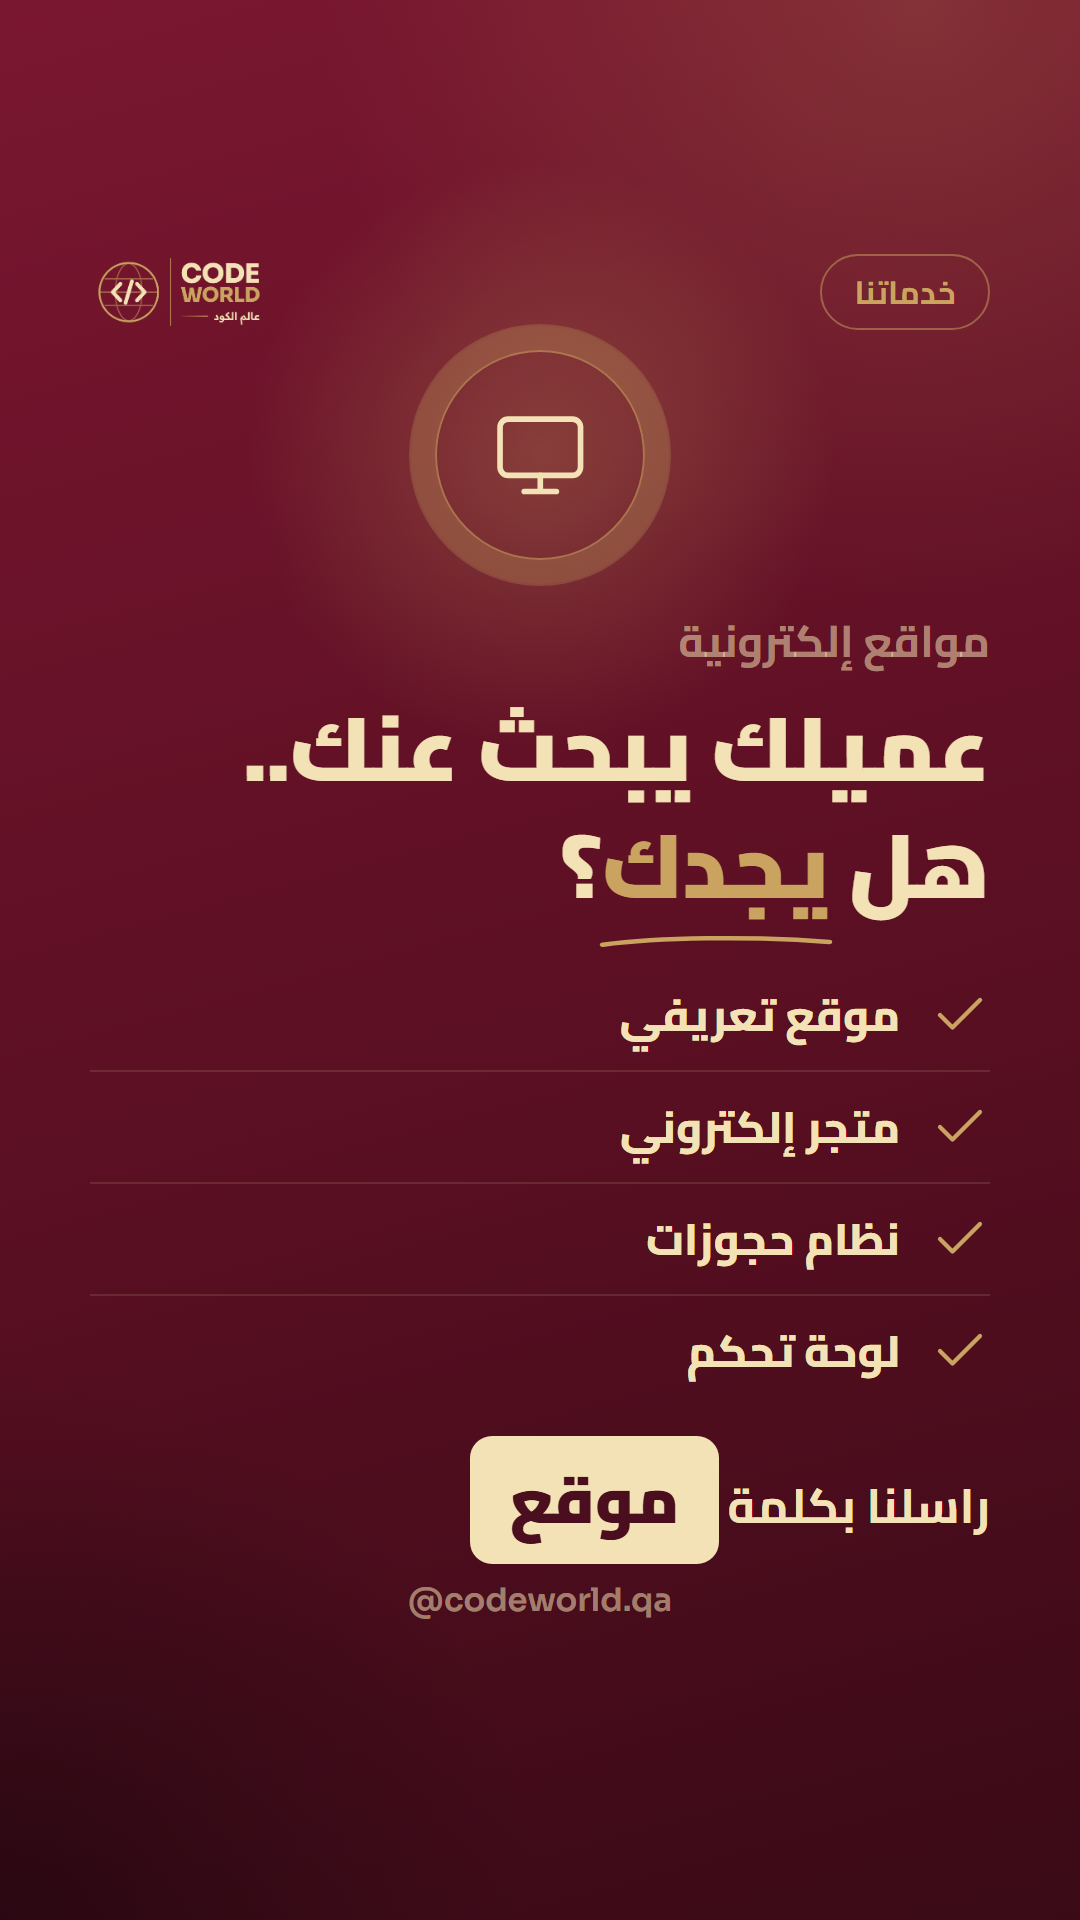 CODE
WORLD
عالم الكود
خدماتنا
مواقع إلكترونية
عميلك يبحث عنك..
هل يجدك؟
موقع تعريفي
متجر إلكتروني
نظام حجوزات
لوحة تحكم
راسلنا بكلمة موقع
@codeworld.qa